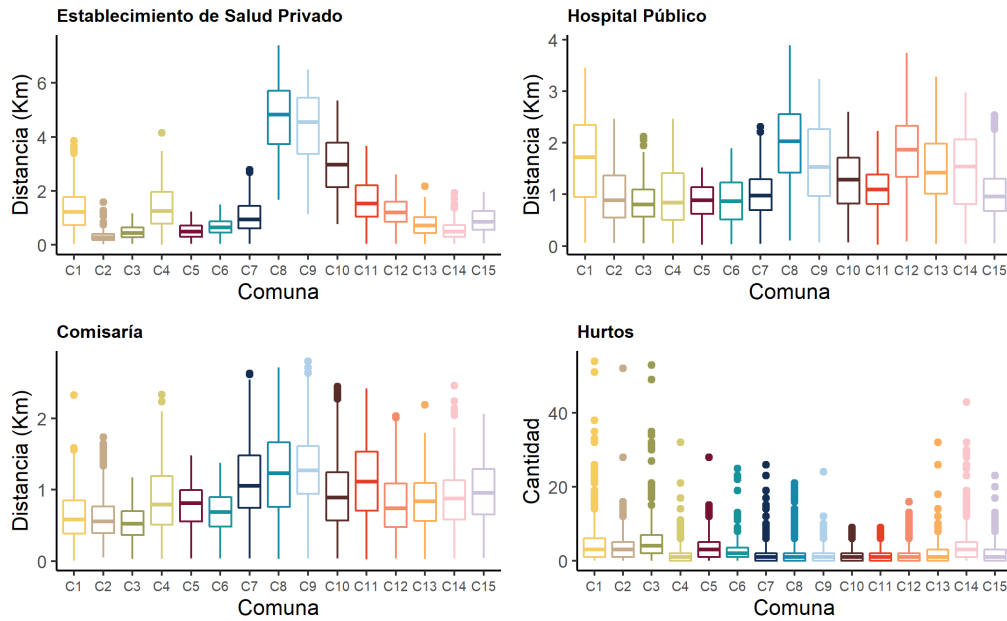 Establecimiento de Salud Privado
Distancia (Km)
6
4
2
0
C1 C2 C3 C4 C5 C6 C7 C8 C9 C10 C11 C12 C13 C14 C15
Comuna
Hospital Público
Distancia (Km)
4
3
2
1
0
C1 C2 C3 C4 C5 C6 C7 C8 C9 C10 C11 C12 C13 C14 C15
Comuna
Comisaría
Distancia (Km)
2
1
0
C1 C2 C3 C4 C5 C6 C7 C8 C9 C10 C11 C12 C13 C14 C15
Comuna
Hurtos
Cantidad
40
20
0
C1 C2 C3 C4 C5 C6 C7 C8 C9 C10 C11 C12 C13 C14 C15
Comuna